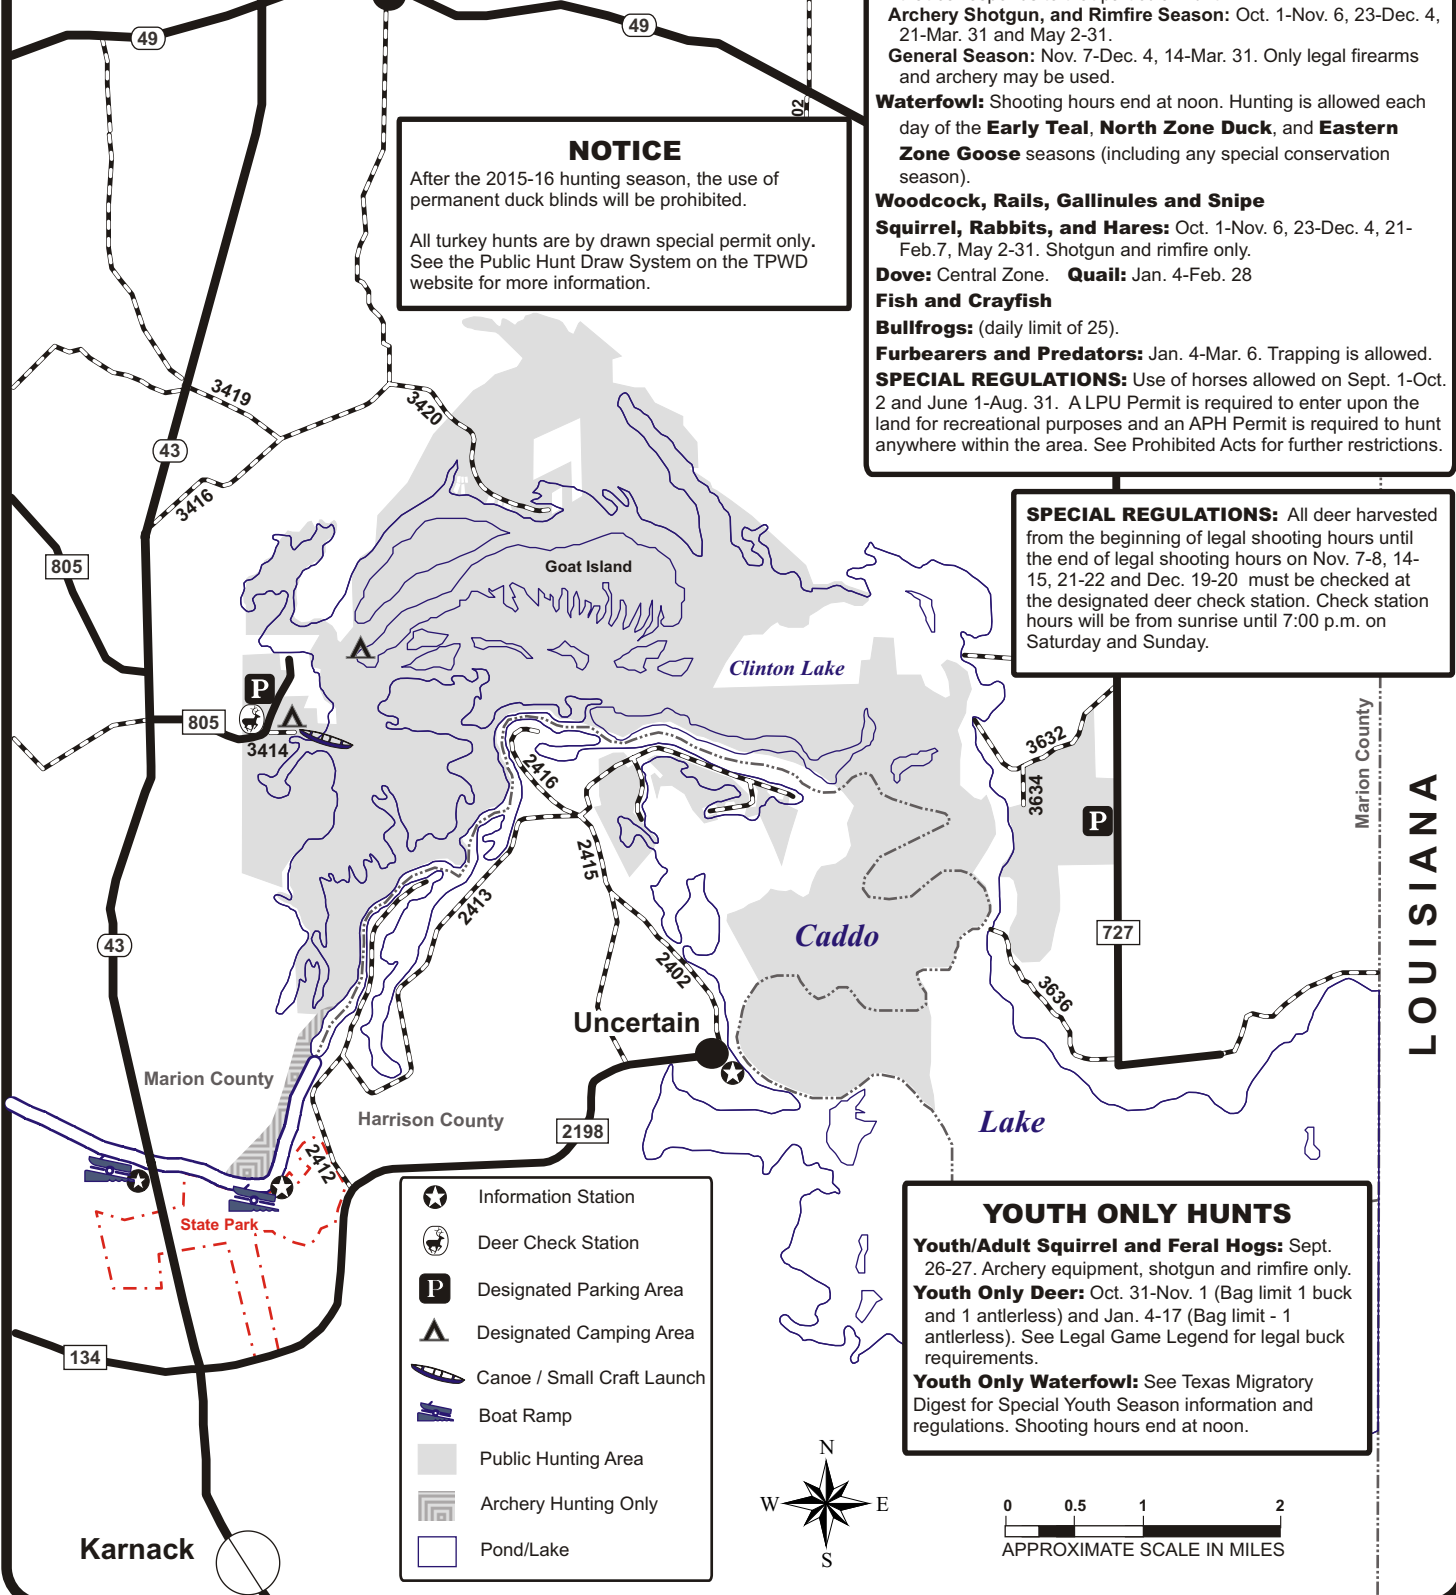 Archery Shotgun, and Rimfire Season: Oct. 1-Nov. 6, 23-Dec. 4,
21-Mar. 31 and May 2-31.
General Season: Nov. 7-Dec. 4, 14-Mar. 31. Only legal firearms
and archery may be used.
Waterfowl: Shooting hours end at noon. Hunting is allowed each
day of the Early Teal, North Zone Duck, and Eastern
Zone Goose seasons (including any special conservation
season).
Woodcock, Rails, Gallinules and Snipe
Squirrel, Rabbits, and Hares: Oct. 1-Nov. 6, 23-Dec. 4, 21-
Feb.7, May 2-31. Shotgun and rimfire only.
Dove: Central Zone. Quail: Jan. 4-Feb. 28
Fish and Crayfish
Bullfrogs: (daily limit of 25).
Furbearers and Predators: Jan. 4-Mar. 6. Trapping is allowed.
SPECIAL REGULATIONS: Use of horses allowed on Sept. 1-Oct.
2 and June 1-Aug. 31. A LPU Permit is required to enter upon the
land for recreational purposes and an APH Permit is required to hunt
anywhere within the area. See Prohibited Acts for further restrictions.
49
49
02
NOTICE
After the 2015-16 hunting season, the use of
permanent duck blinds will be prohibited.
All turkey hunts are by drawn special permit only.
See the Public Hunt Draw System on the TPWD
website for more information.
3419
3420
43
3416
805
SPECIAL REGULATIONS: All deer harvested
from the beginning of legal shooting hours until
the end of legal shooting hours on Nov. 7-8, 14-
15, 21-22 and Dec. 19-20 must be checked at
the designated deer check station. Check station
hours will be from sunrise until 7:00 p.m. on
Saturday and Sunday.
Goat Island
Clinton Lake
P
805
3414
2416
3632
3634
P
Marion County
LOUISIANA
2415
2413
43
Caddo
727
2402
3636
Uncertain
Marion County
Harrison County
2198
Lake
2412
State Park
134
Karnack
Information Station
Deer Check Station
P
Designated Parking Area
Designated Camping Area
Canoe / Small Craft Launch
Boat Ramp
Public Hunting Area
Archery Hunting Only
Pond/Lake
YOUTH ONLY HUNTS
Youth/Adult Squirrel and Feral Hogs: Sept.
26-27. Archery equipment, shotgun and rimfire only.
Youth Only Deer: Oct. 31-Nov. 1 (Bag limit 1 buck
and 1 antlerless) and Jan. 4-17 (Bag limit - 1
antlerless). See Legal Game Legend for legal buck
requirements.
Youth Only Waterfowl: See Texas Migratory
Digest for Special Youth Season information and
regulations. Shooting hours end at noon.
N
W
E
S
0 0.5 1 2
APPROXIMATE SCALE IN MILES